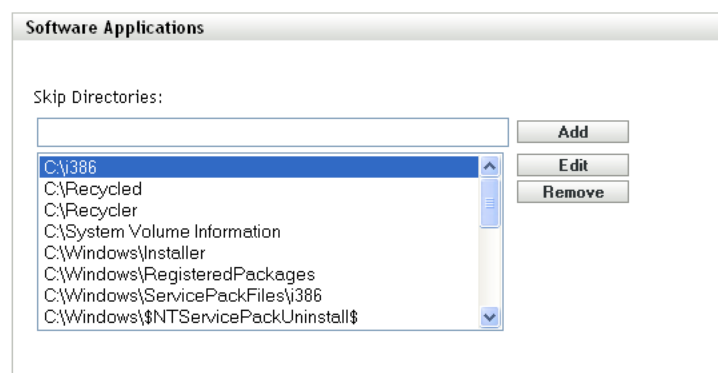 Software Applications
Skip Directories:
Add
C:\i386
Edit
C:\Recycled
Remove
C:\Recycler
C:\System Volume Information
C:\Windows\Installer
C:\Windows\RegisteredPackages
C:\Windows\ServicePackFiles\i386
C:\Windows\$NTServicePackUninstall$